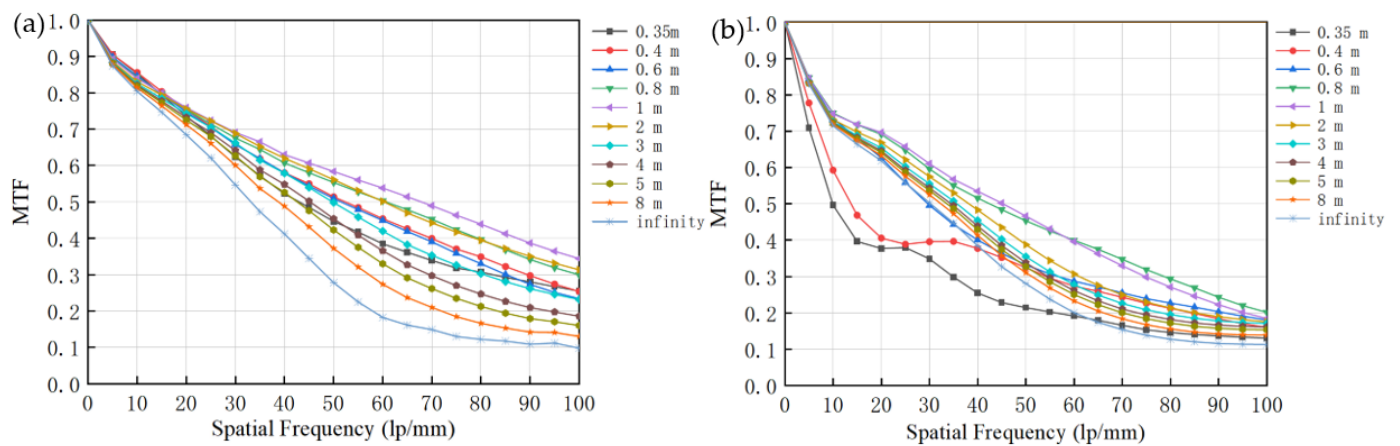 (a)
1.0
0.9
0.8
0.7
0.6
0.5
0.4
0.3
0.2
0.1
0.0
MTF
0 10 20 30 40 50 60 70 80 90 100
Spatial Frequency (lp/mm)
0.35m
0.4 m
0.6 m
0.8 m
1 m
2 m
3 m
4 m
5 m
8 m
infinity
(b)
1.0
0.9
0.8
0.7
0.6
0.5
0.4
0.3
0.2
0.1
0.0
MTF
0 10 20 30 40 50 60 70 80 90 100
Spatial Frequency (lp/mm)
0.35 m
0.4 m
0.6 m
0.8 m
1 m
2 m
3 m
4 m
5 m
8 m
infinity